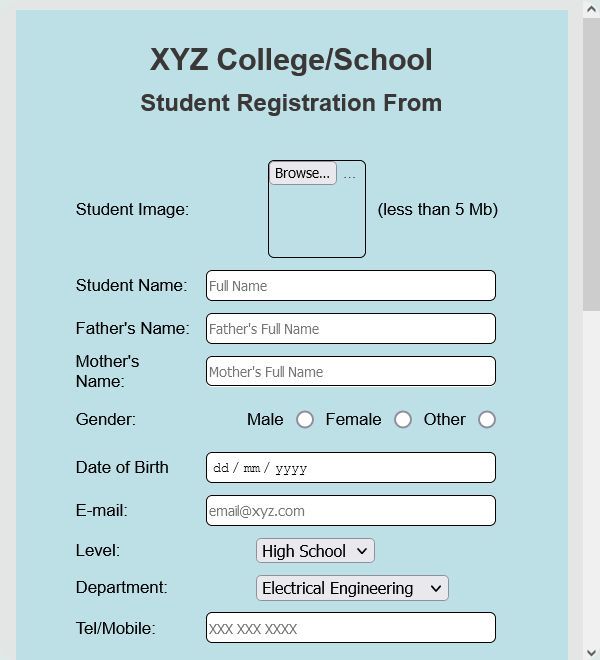 XYZ College/School
Student Registration From
Browse... ...
Student Image: (less than 5 Mb)
Student Name: Full Name
Father's Name: Father's Full Name
Mother's
Name: Mother's Full Name
Gender: Male Female Other
Date of Birth dd / mm / yyyy
E-mail: email@xyz.com
Level: High School
Department: Electrical Engineering
Tel/Mobile: XXX XXX XXXX